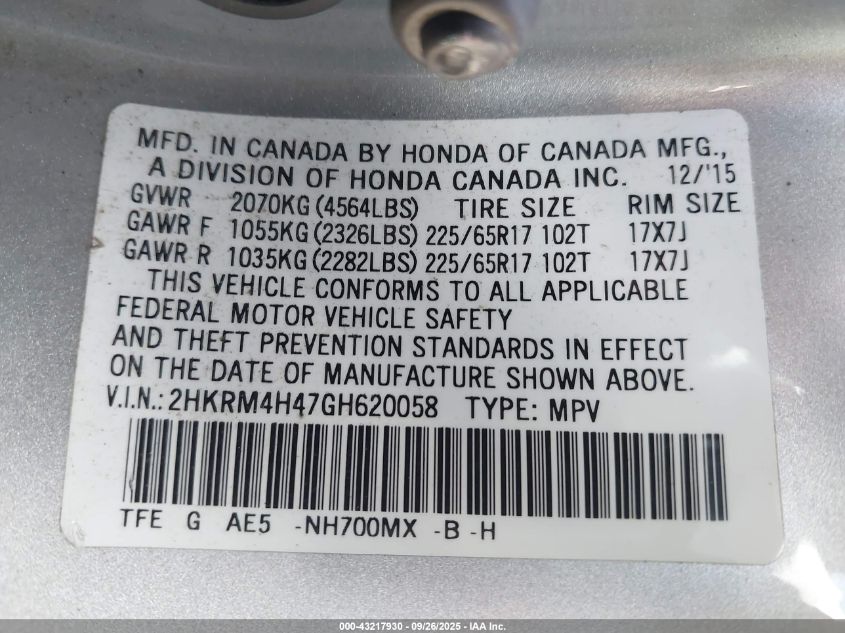 MFD. IN CANADA BY HONDA OF CANADA MFG.,
A DIVISION OF HONDA CANADA INC. 12/'15
GVWR 2070KG (4564LBS) TIRE SIZE RIM SIZE
GAWR F 1055KG (2326LBS) 225/65R17 102T 17X7J
GAWR R 1035KG (2282LBS) 225/65R17 102T 17X7J
THIS VEHICLE CONFORMS TO ALL APPLICABLE
FEDERAL MOTOR VEHICLE SAFETY
AND THEFT PREVENTION STANDARDS IN EFFECT
ON THE DATE OF MANUFACTURE SHOWN ABOVE.
V.I.N.: 2HKRM4H47GH620058 TYPE: MPV
TFE G AE5 -NH700MX -B -H
000-43217930 - 09/26/2025 - IAA Inc.